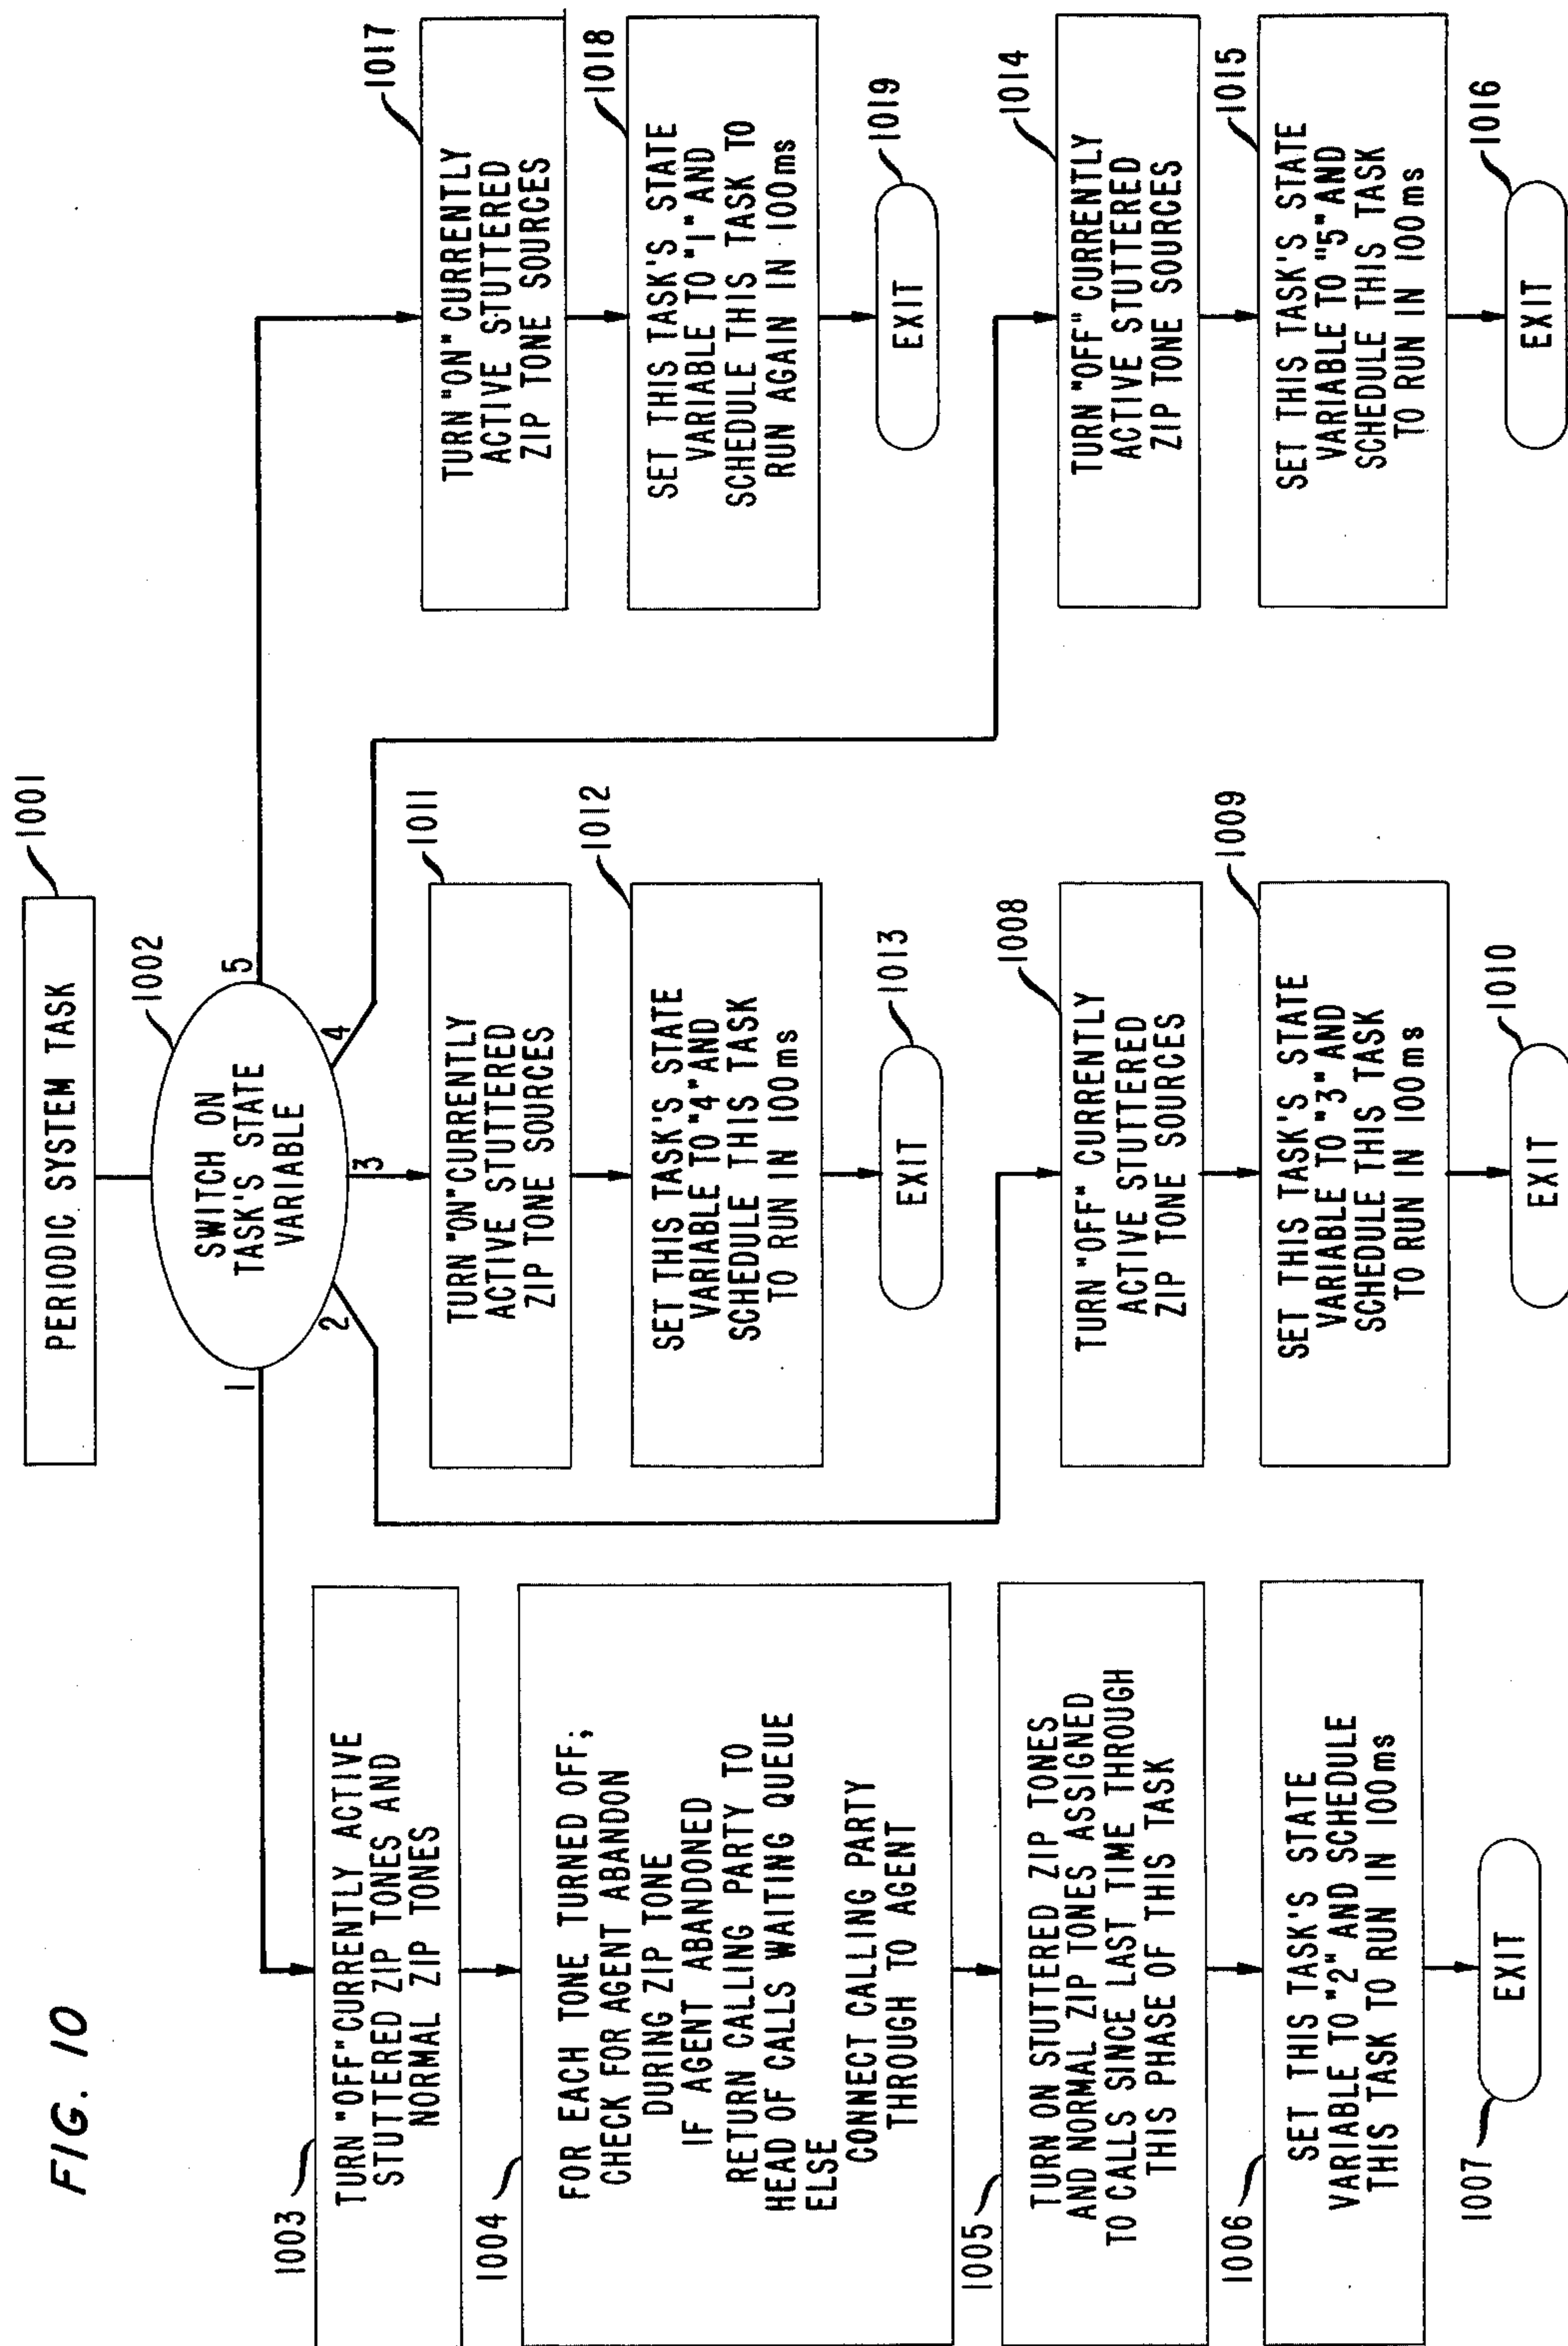 FIG. 10
PERIODIC SYSTEM TASK
1001
SWITCH ON
TASK'S STATE
VARIABLE
1002
1
2
3
4
5
1003
TURN "OFF" CURRENTLY ACTIVE
STUTTERED ZIP TONES AND
NORMAL ZIP TONES
1004
FOR EACH TONE TURNED OFF;
CHECK FOR AGENT ABANDON
DURING ZIP TONE
IF AGENT ABANDONED
RETURN CALLING PARTY TO
HEAD OF CALLS WAITING QUEUE
ELSE
CONNECT CALLING PARTY
THROUGH TO AGENT
1005
TURN ON STUTTERED ZIP TONES
AND NORMAL ZIP TONES ASSIGNED
TO CALLS SINCE LAST TIME THROUGH
THIS PHASE OF THIS TASK
1006
SET THIS TASK'S STATE
VARIABLE TO "2" AND SCHEDULE
THIS TASK TO RUN IN 100ms
1007
EXIT
1011
TURN "ON" CURRENTLY
ACTIVE STUTTERED
ZIP TONE SOURCES
1012
SET THIS TASK'S STATE
VARIABLE TO "4" AND
SCHEDULE THIS TASK
TO RUN IN 100ms
1013
EXIT
1008
TURN "OFF" CURRENTLY
ACTIVE STUTTERED
ZIP TONE SOURCES
1009
SET THIS TASK'S STATE
VARIABLE TO "3" AND
SCHEDULE THIS TASK
TO RUN IN 100ms
1010
EXIT
1017
TURN "ON" CURRENTLY
ACTIVE STUTTERED
ZIP TONE SOURCES
1018
SET THIS TASK'S STATE
VARIABLE TO "1" AND
SCHEDULE THIS TASK TO
RUN AGAIN IN 100ms
1019
EXIT
1014
TURN "OFF" CURRENTLY
ACTIVE STUTTERED
ZIP TONE SOURCES
1015
SET THIS TASK'S STATE
VARIABLE TO "5" AND
SCHEDULE THIS TASK
TO RUN IN 100ms
1016
EXIT